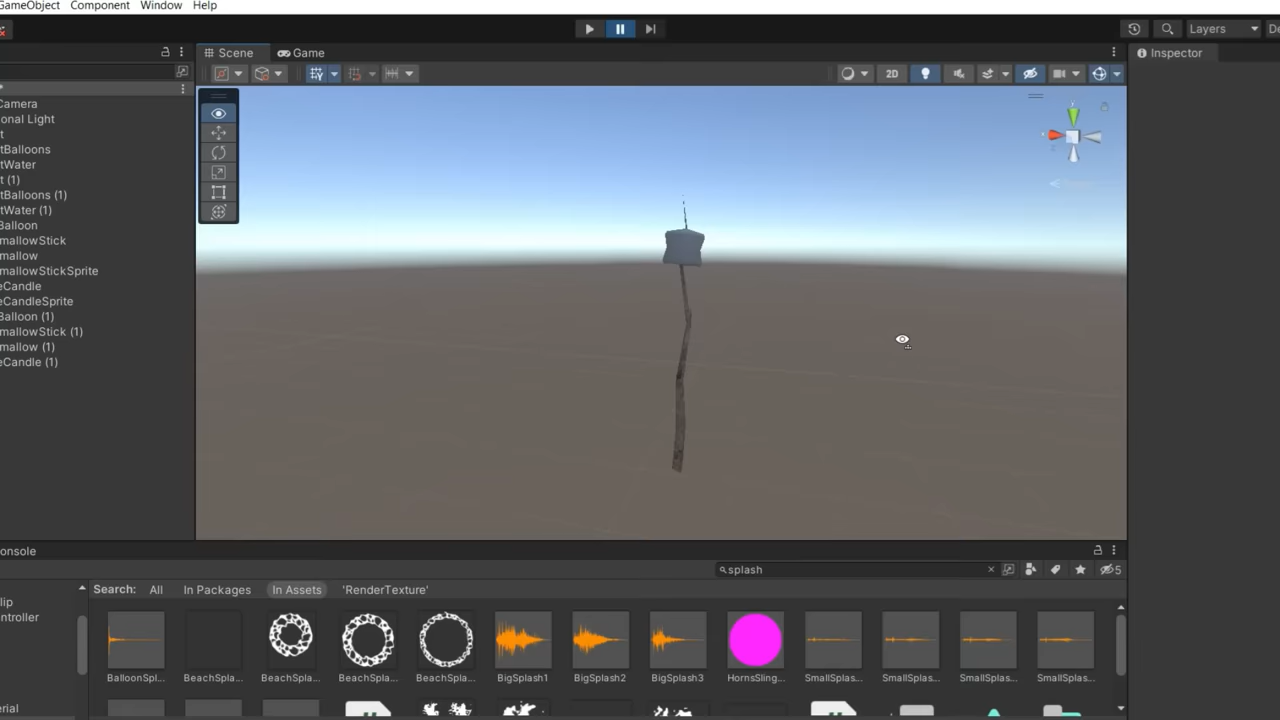 GameObject Component Window Help
Layers
De
Scene Game
Inspector
2D
Camera
onal Light
t
tBalloons
tWater
t (1)
tBalloons (1)
tWater (1)
Balloon
mallowStick
mallow
mallowStickSprite
eCandle
eCandleSprite
Balloon (1)
mallowStick (1)
mallow (1)
eCandle (1)
onsole
splash
5
Search: All In Packages In Assets 'RenderTexture'
lip
ontroller
erial
BalloonSpl... BeachSpla... BeachSpla... BeachSpla... BeachSpla... BigSplash1 BigSplash2 BigSplash3 HornsSling... SmallSplas... SmallSplas... SmallSplas... SmallSplas...